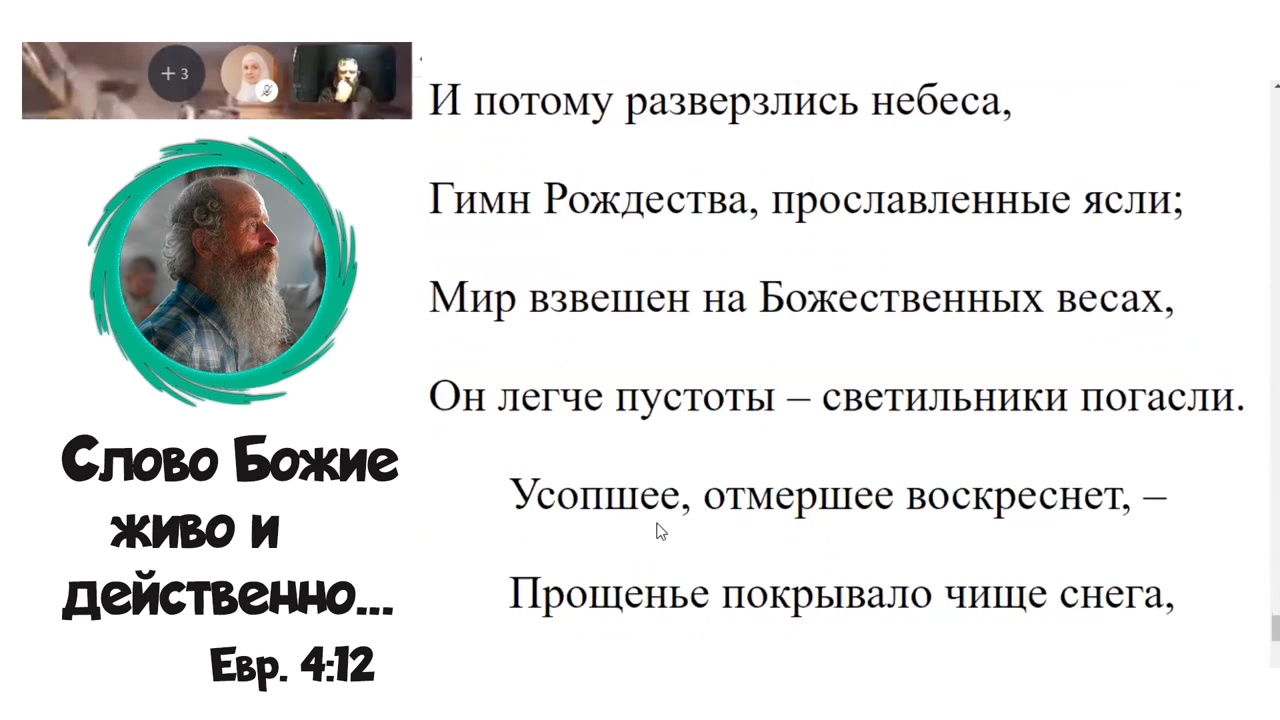 +3
И потому разверзлись небеса,
Гимн Рождества, прославленные ясли;
Мир взвешен на Божественных весах,
Он легче пустоты – светильники погасли.
Усопшее, отмершее воскреснет, –
Прощенье покрывало чище снега,
Слово Божие
живо и
действенно...
Евр. 4:12